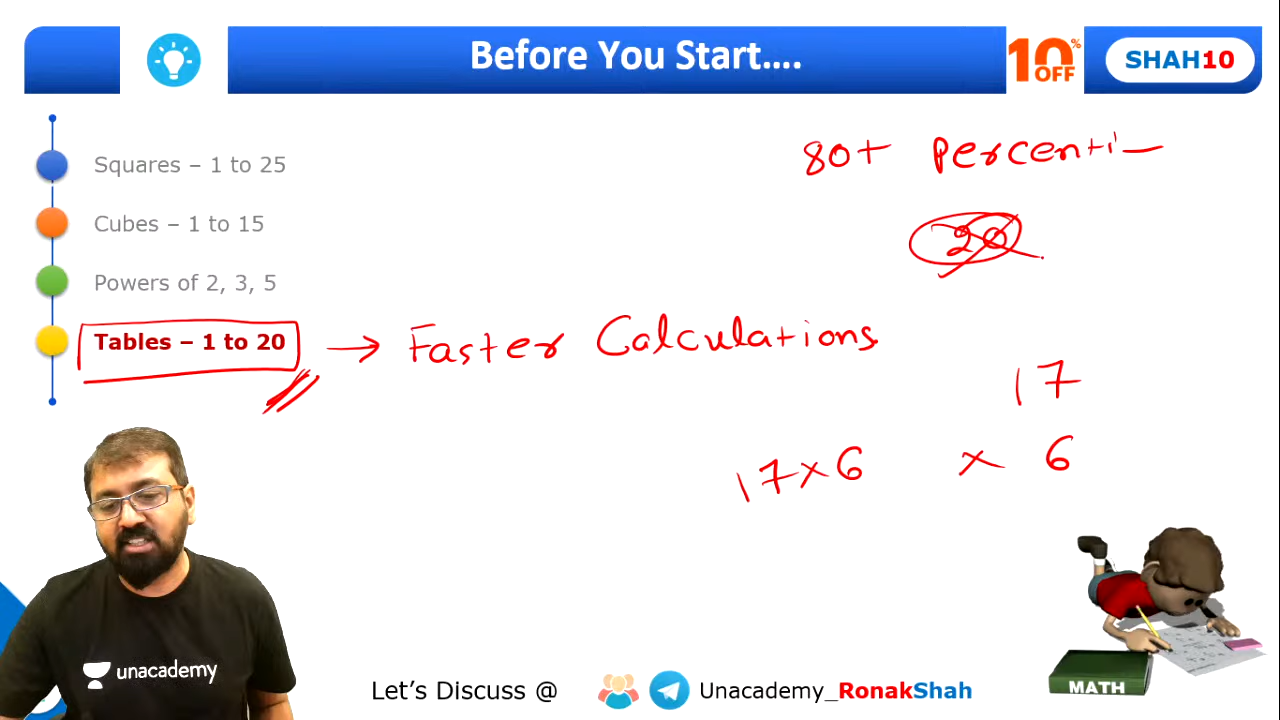 Before You Start....
10% OFF
SHAH10
Squares – 1 to 25
Cubes – 1 to 15
Powers of 2, 3, 5
Tables – 1 to 20
80+
20
→ Faster Calculations
17
17×6
× 6
unacademy
MATH
Let's Discuss @
Unacademy_RonakShah